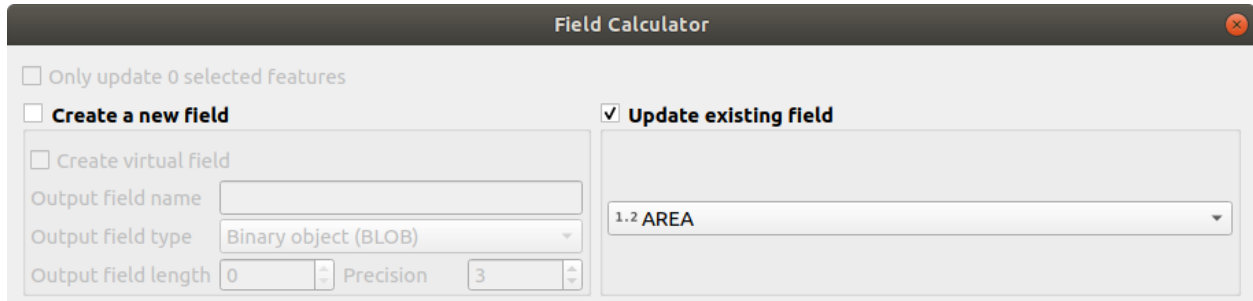 Field Calculator
Only update 0 selected features
Create a new field
Create virtual field
Output field name
Output field type Binary object (BLOB)
Output field length 0 Precision 3
Update existing field
1.2 AREA